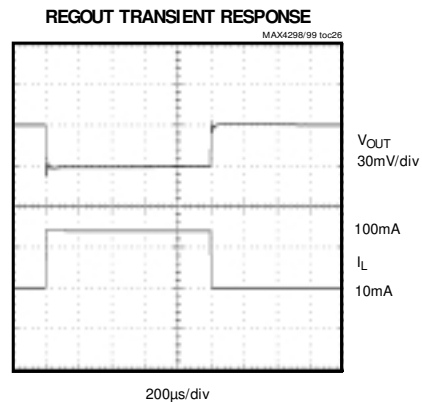 REGOUT TRANSIENT RESPONSE
MAX4298/99 toc26
VOUT
30mV/div
100mA
IL
10mA
200µs/div